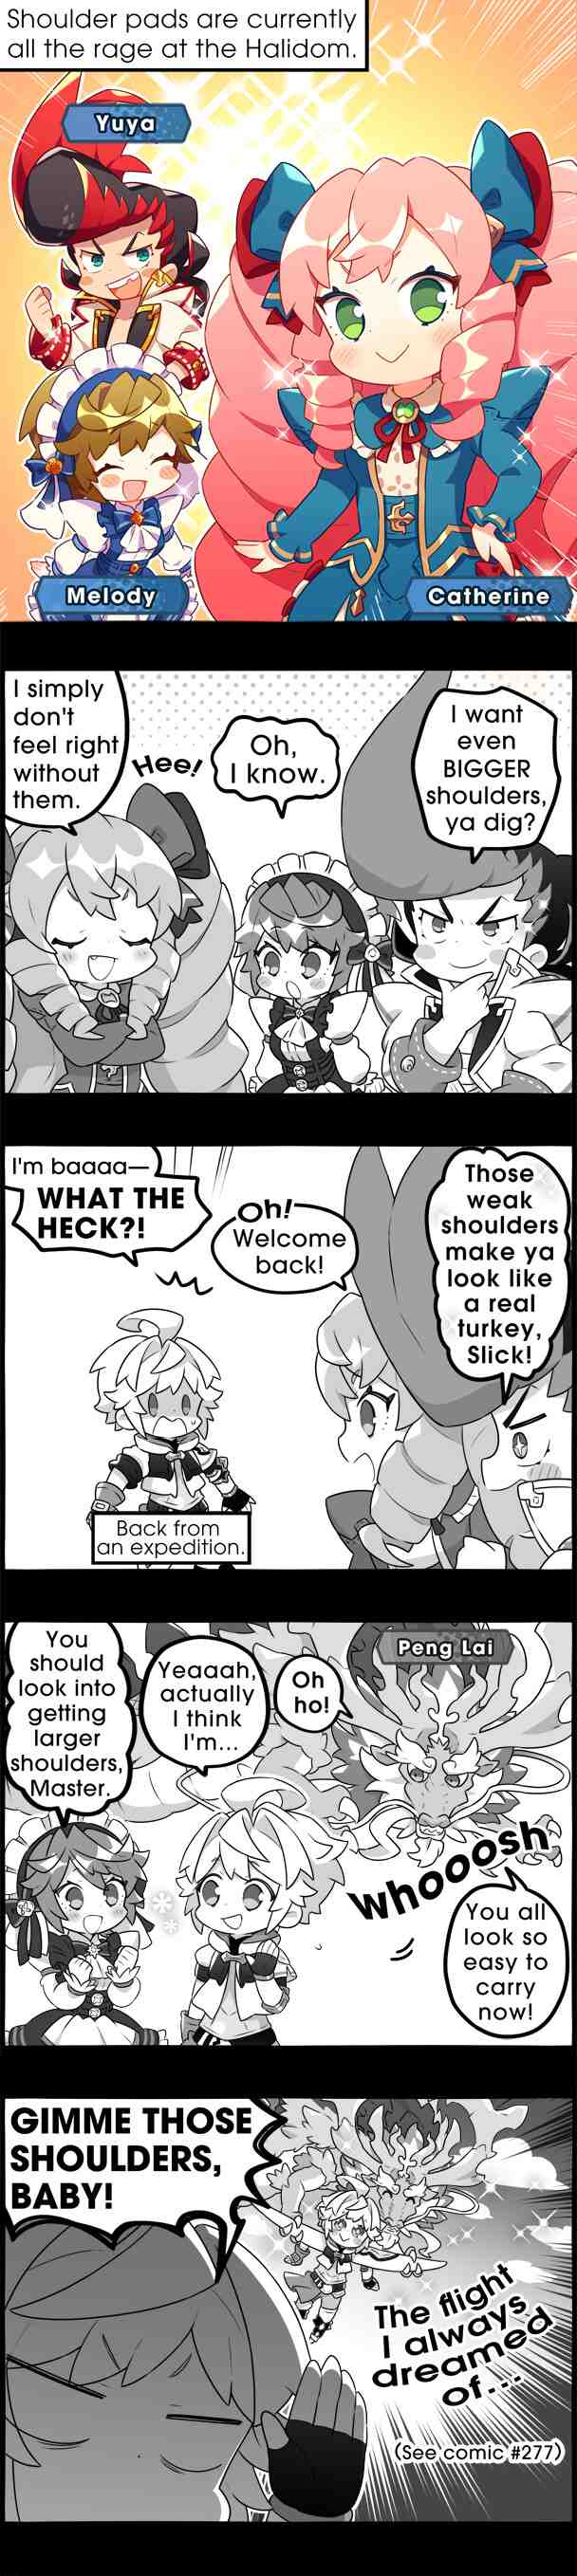 Shoulder pads are currently
all the rage at the Halidom.
Yuya
Melody
Catherine
I simply
don't
feel right
without
them.
Hee!
Oh,
I know.
I want
even
BIGGER
shoulders,
ya dig?
I'm baaaa—
WHAT THE
HECK?!
Oh!
Welcome
back!
Those
weak
shoulders
make ya
look like
a real
turkey,
Slick!
Back from
an expedition.
You
should
look into
getting
larger
shoulders,
Master.
Yeaaah,
actually
I think
I'm...
Oh
ho!
Peng Lai
whooosh
You all
look so
easy to
carry
now!
GIMME THOSE
SHOULDERS,
BABY!
The flight
I always
dreamed
of...
(See comic #277)